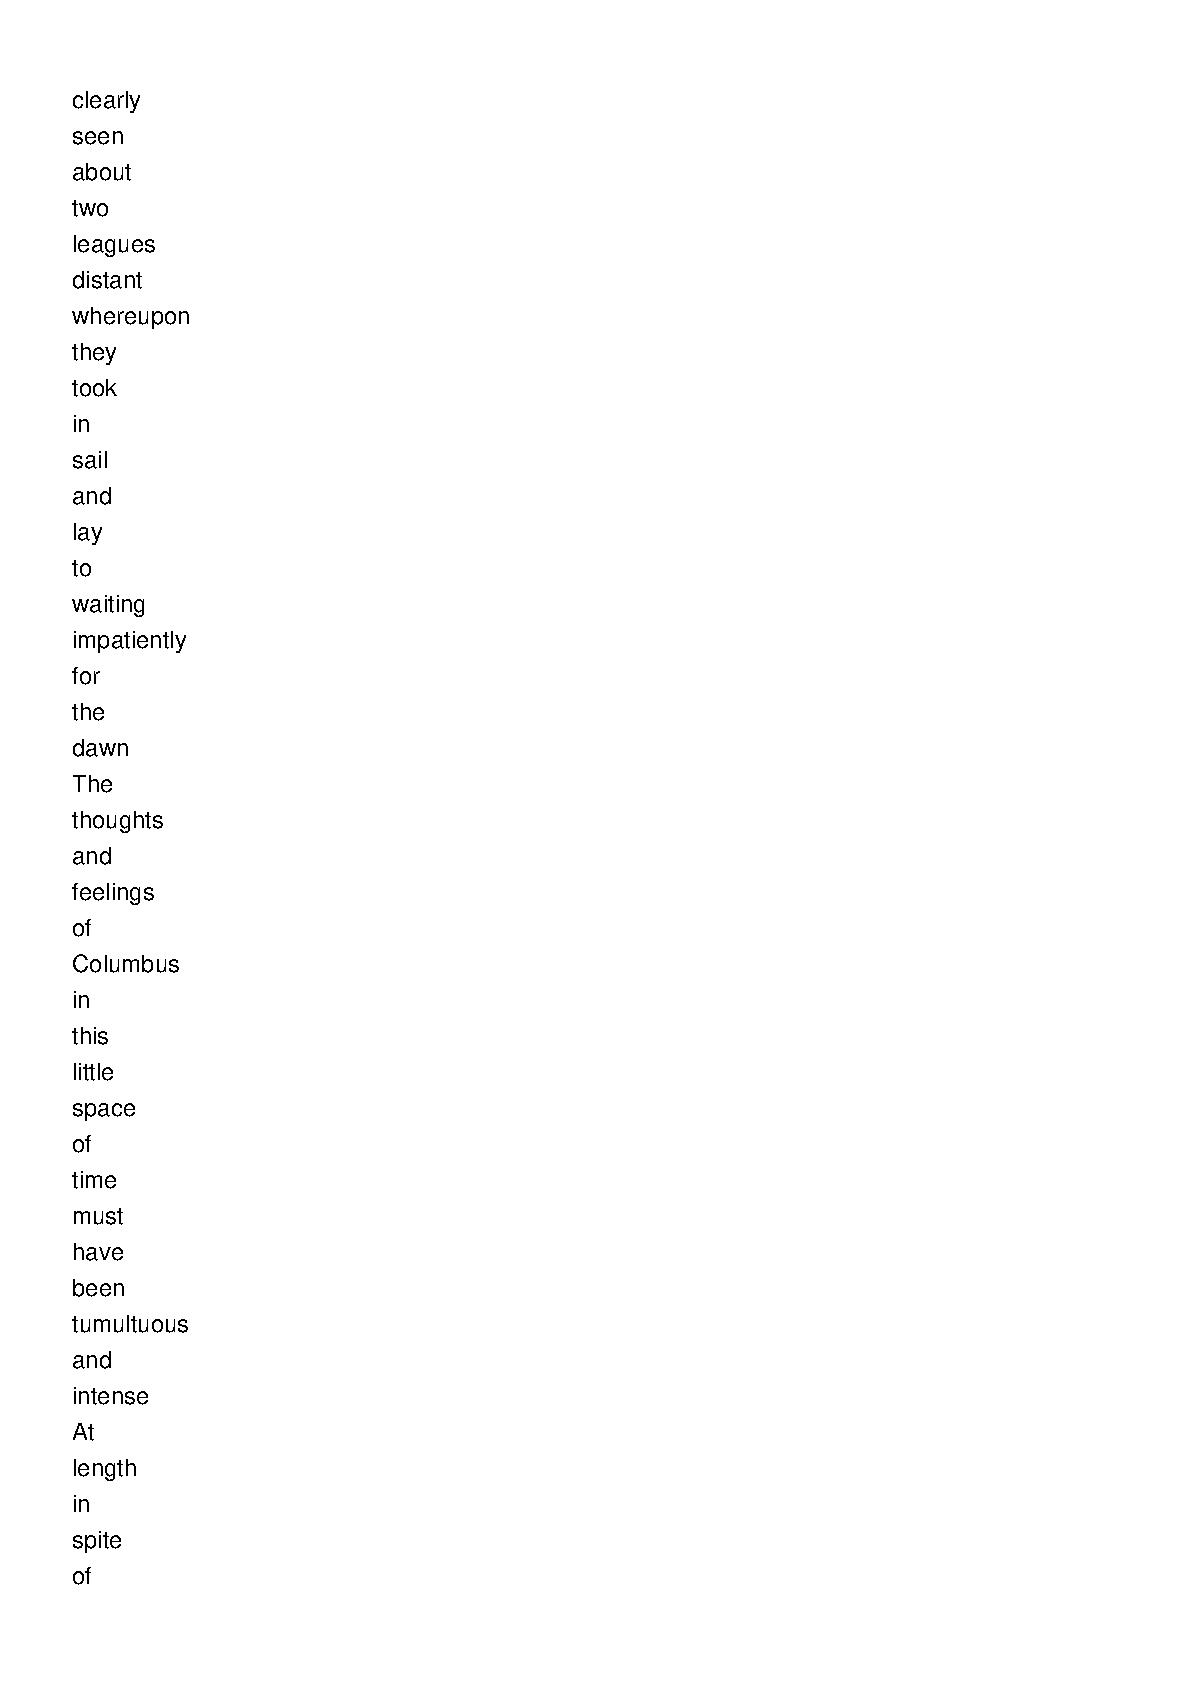 clearly
seen
about
two
leagues
distant
whereupon
they
took
in
sail
and
lay
to
waiting
impatiently
for
the
dawn
The
thoughts
and
feelings
of
Columbus
in
this
little
space
of
time
must
have
been
tumultuous
and
intense
At
length
in
spite
of